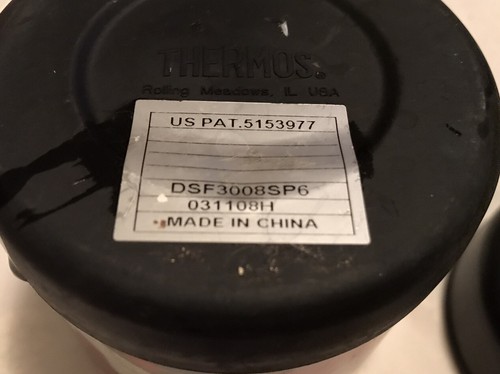 THERMOS.
Rolling Meadows, IL USA
US PAT.5153977
DSF3008SP6
031108H
MADE IN CHINA